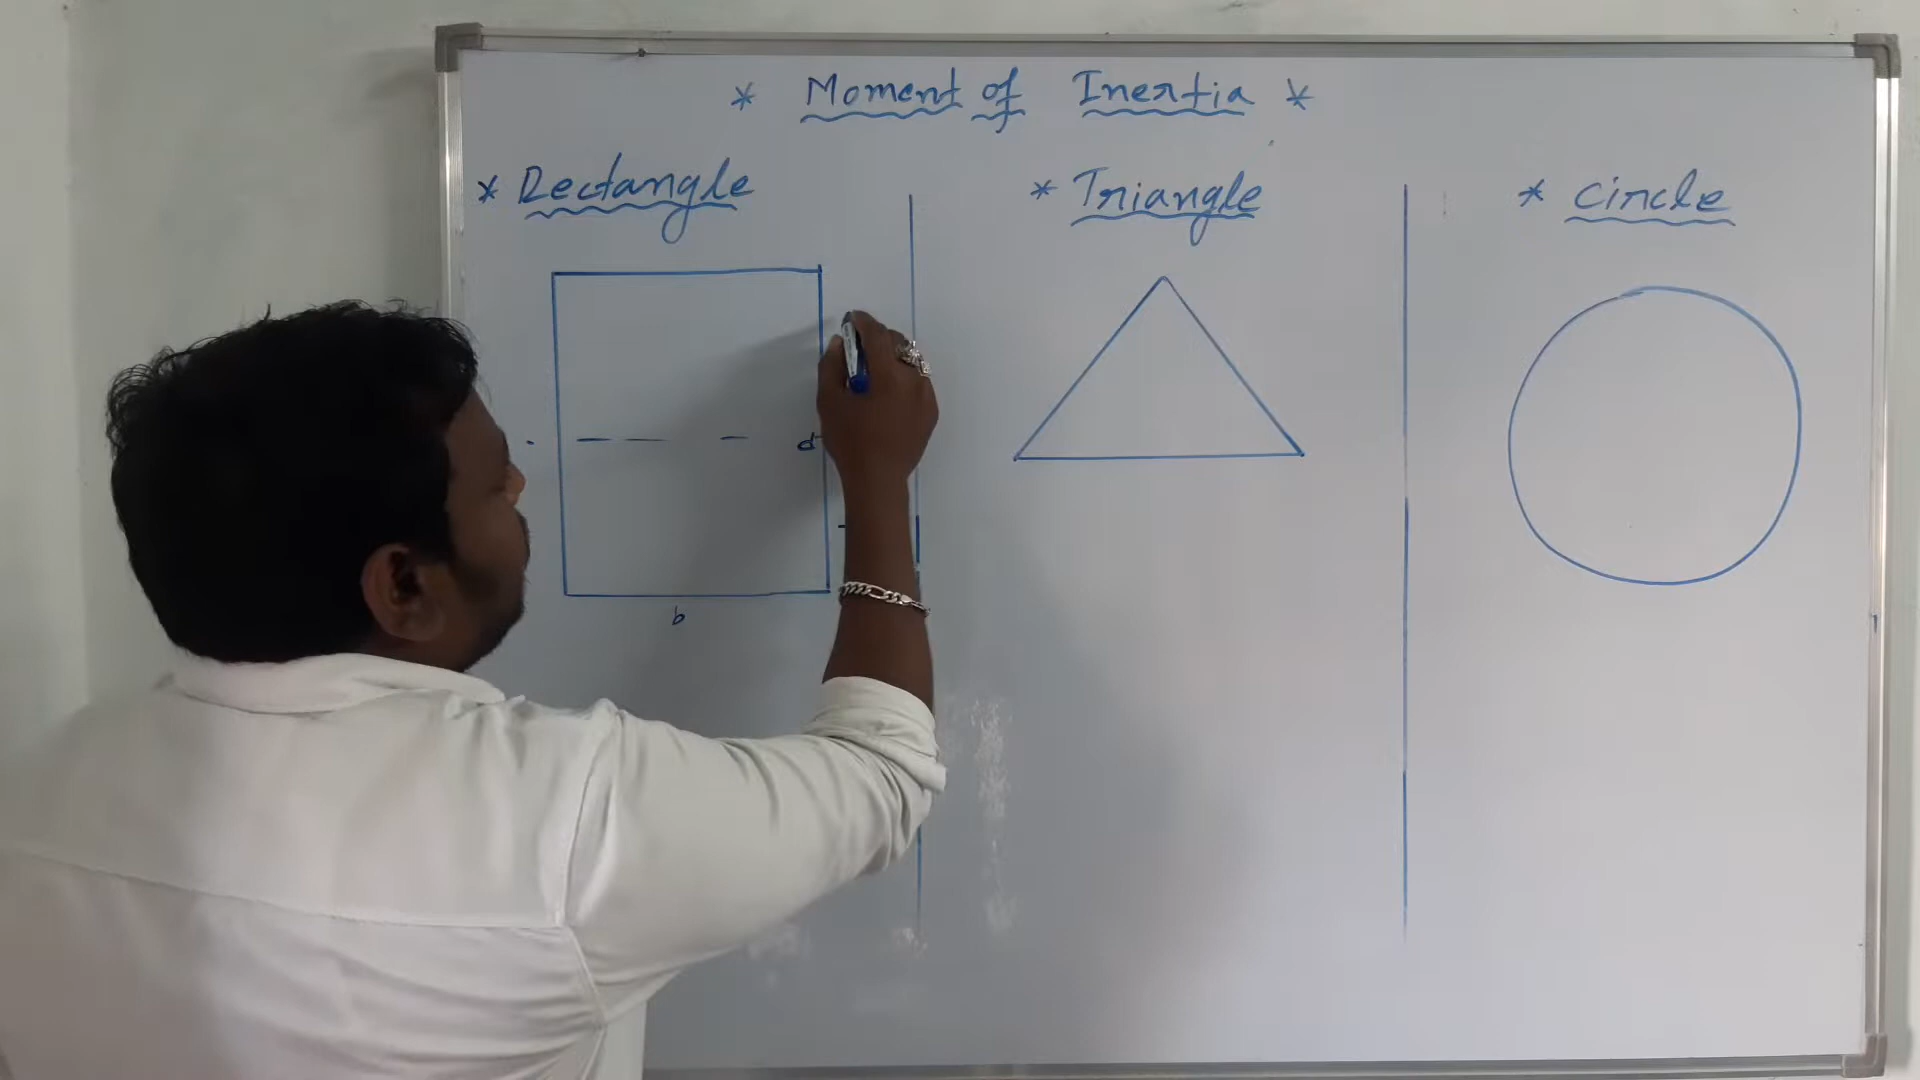 * Moment of Inertia *
* Rectangle
* Triangle
* Circle
d
b